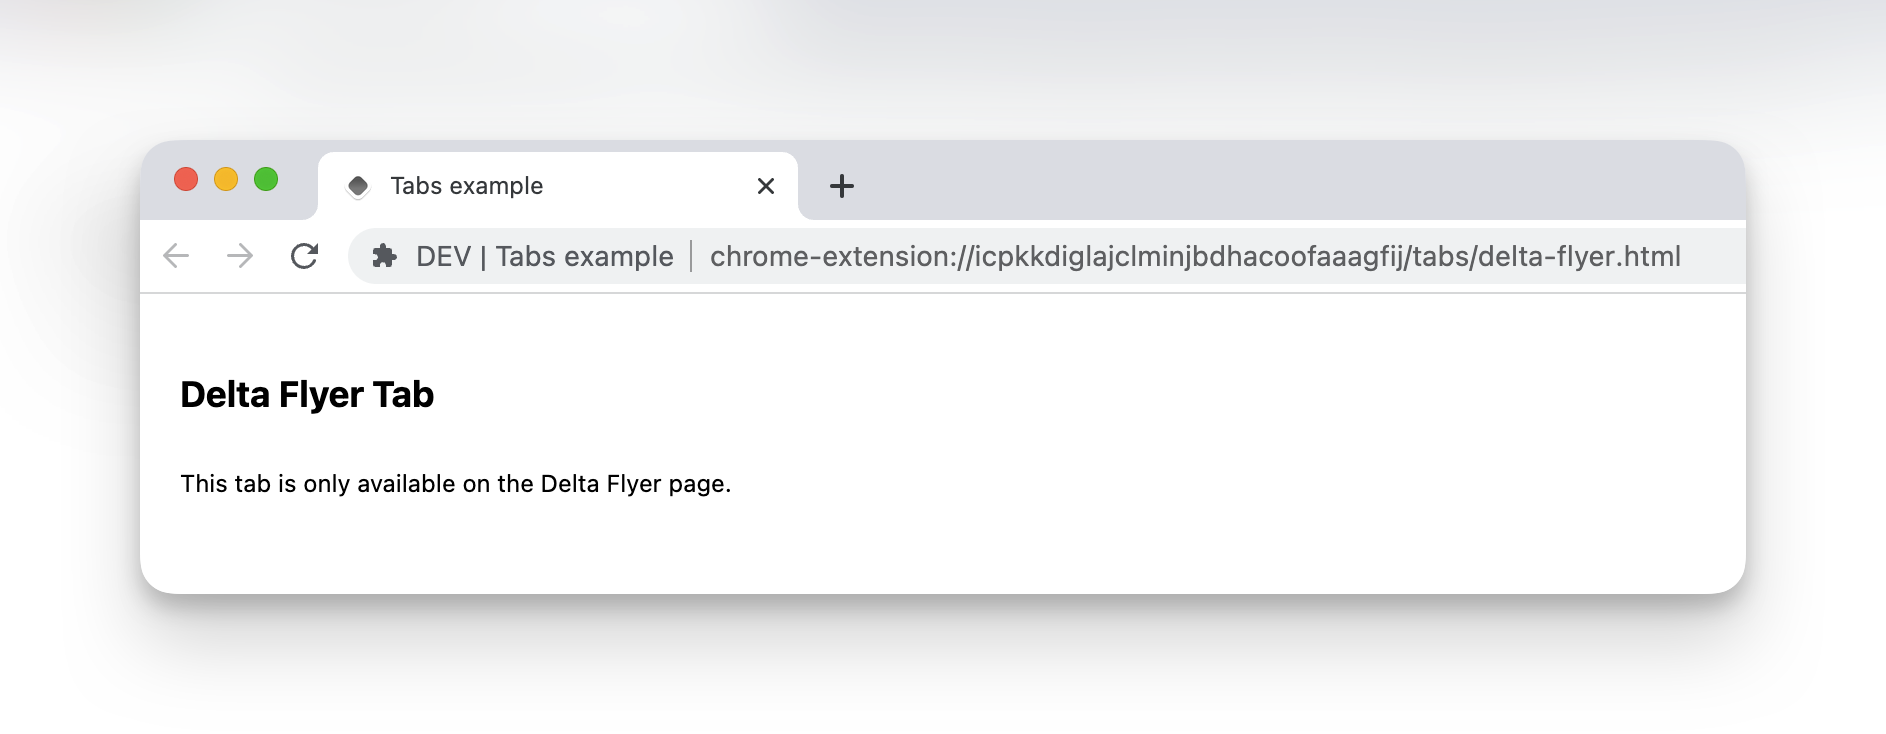 Tabs example
DEV | Tabs example | chrome-extension://icpkkdiglajclminjbdhacoofaaagfij/tabs/delta-flyer.html
Delta Flyer Tab
This tab is only available on the Delta Flyer page.